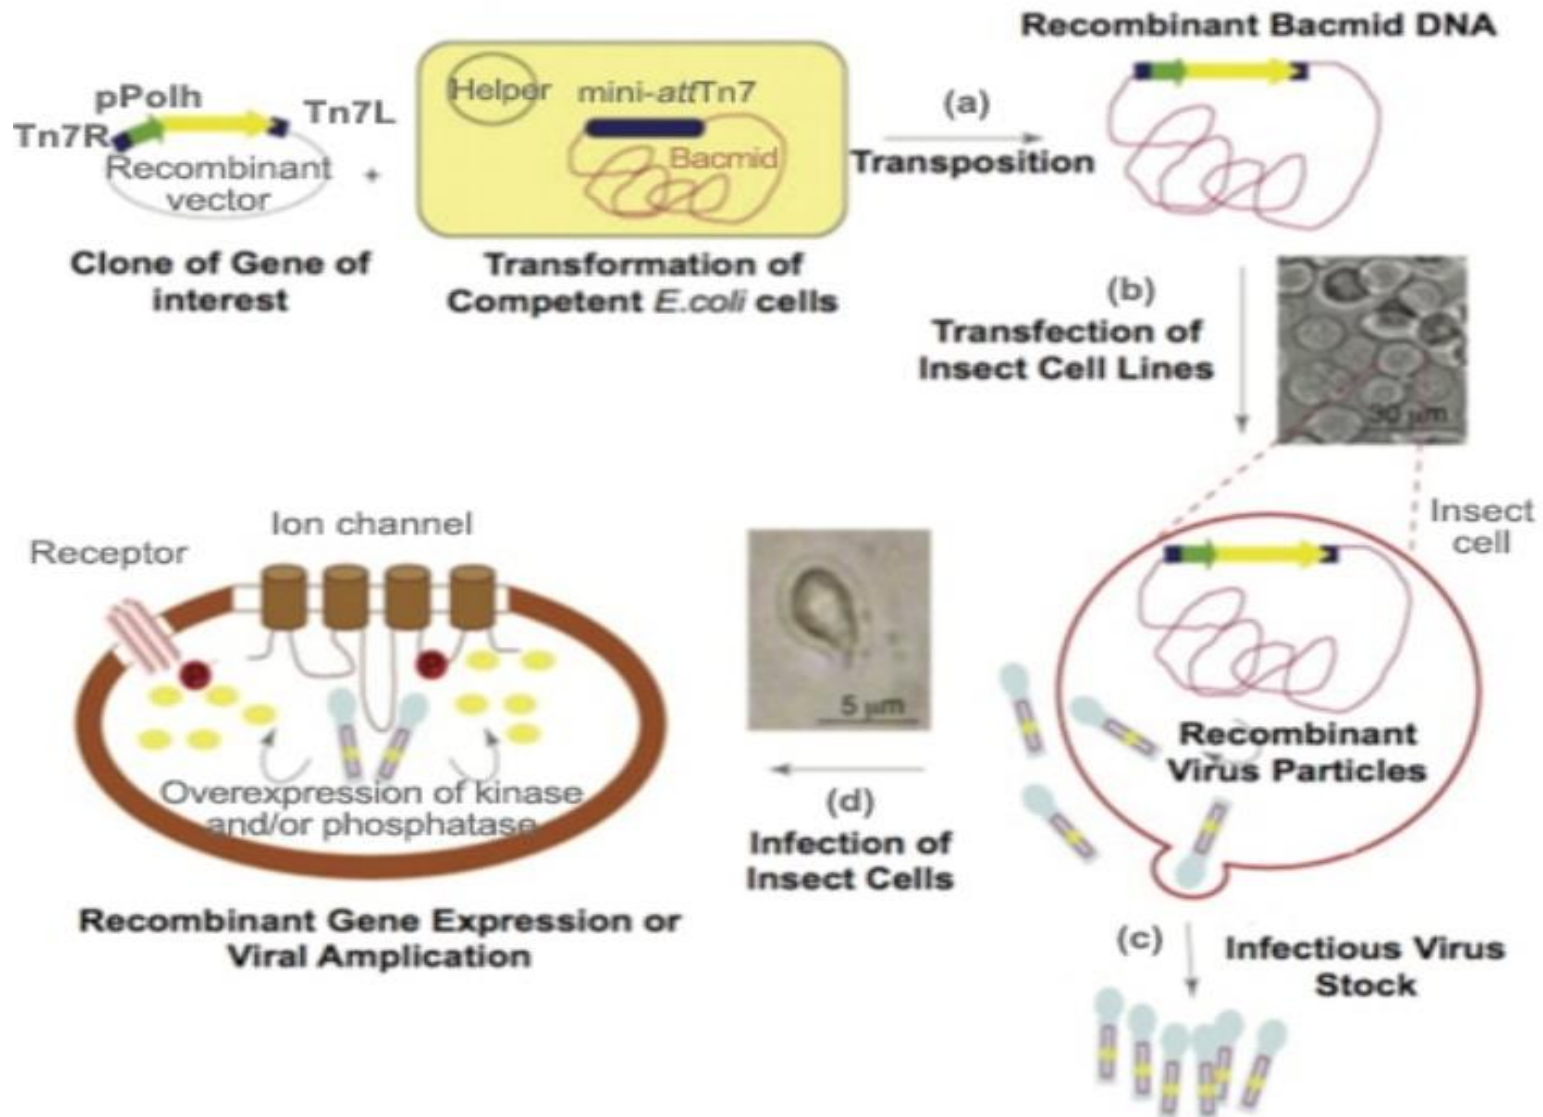 Recombinant Bacmid DNA
pPolh
Tn7R
Tn7L
Recombinant
vector
+
Clone of Gene of
interest
Helper
mini-attTn7
Bacmid
Transformation of
Competent E.coli cells
(a)
Transposition
(b)
Transfection of
Insect Cell Lines
30 µm
Insect
cell
Recombinant
Virus Particles
(c)
Infectious Virus
Stock
5 µm
(d)
Infection of
Insect Cells
Ion channel
Receptor
Overexpression of kinase
and/or phosphatase
Recombinant Gene Expression or
Viral Amplication